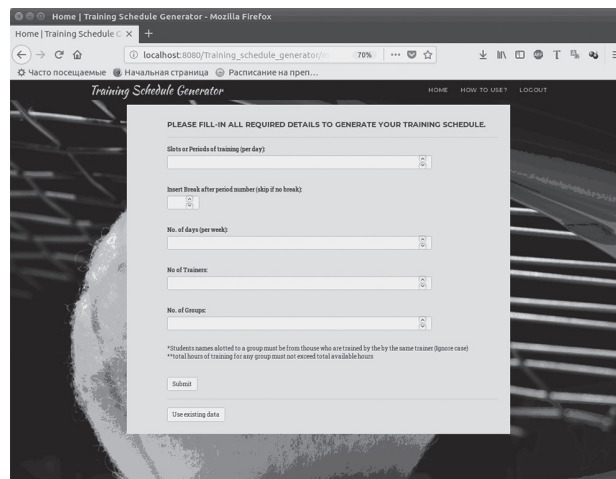 Home | Training Schedule Generator - Mozilla Firefox
Home | Training Schedule G
localhost:8080/Training_schedule_generator/m
70%
Часто посещаемые Начальная страница Расписание на преп...
Training Schedule Generator
HOME HOW TO USE? LOGOUT
PLEASE FILL-IN ALL REQUIRED DETAILS TO GENERATE YOUR TRAINING SCHEDULE.
Slots or Periods of training (per day):
Insert Break after period number (skip if no break):
No. of days (per week):
No of Trainers:
No. of Groups:
*Students names alotted to a group must be from thouse who are trained by the by the same trainer (Ignore case)
**total hours of training for any group must not exceed total available hours
Submit
Use existing data